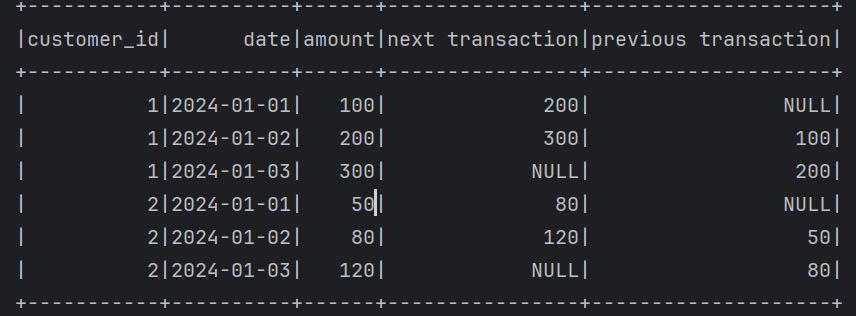 +-----------+----------+------+----------------+--------------------+
|customer_id|      date|amount|next transaction|previous transaction|
+-----------+----------+------+----------------+--------------------+
|          1|2024-01-01|   100|             200|                NULL|
|          1|2024-01-02|   200|             300|                 100|
|          1|2024-01-03|   300|            NULL|                 200|
|          2|2024-01-01|    50|              80|                NULL|
|          2|2024-01-02|    80|             120|                  50|
|          2|2024-01-03|   120|            NULL|                  80|
+-----------+----------+------+----------------+--------------------+